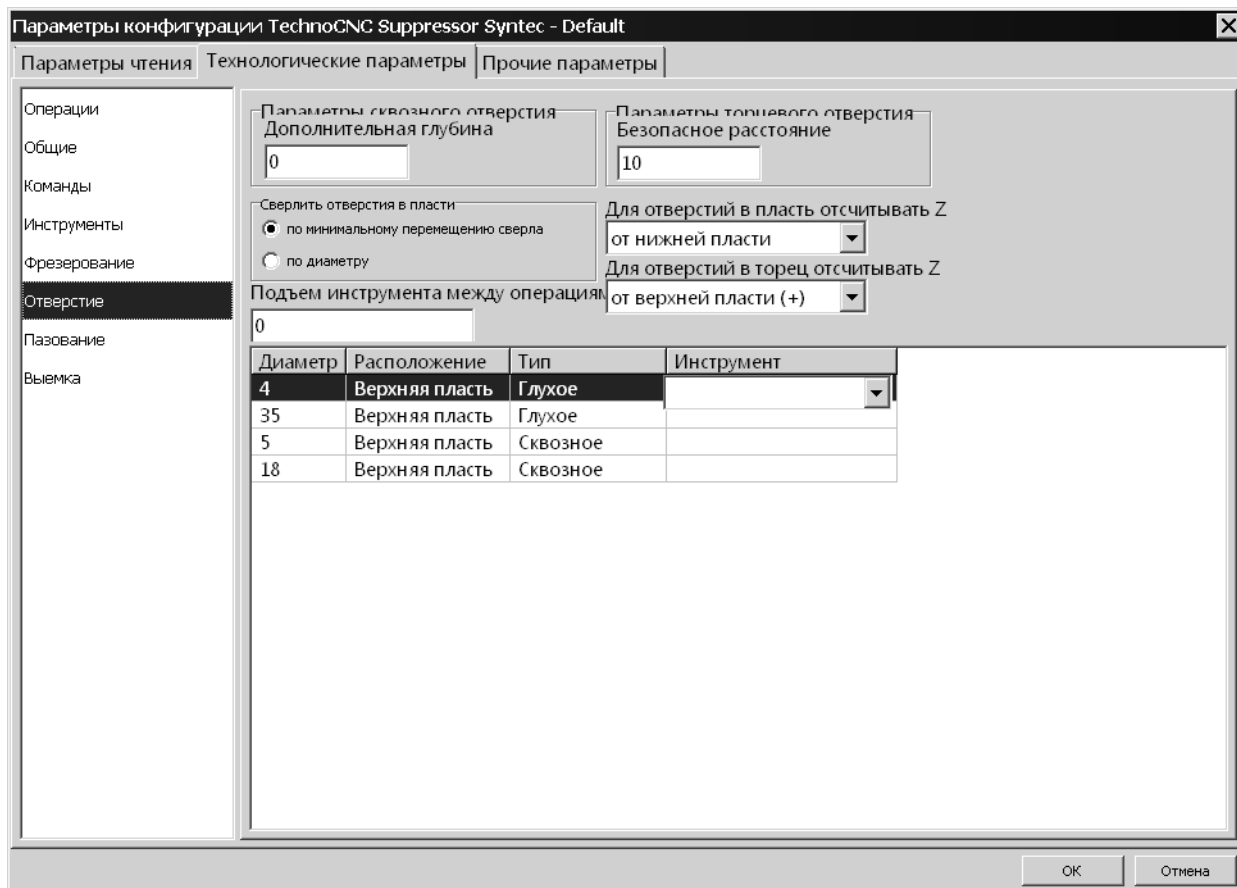 Параметры конфигурации TechnoCNC Suppressor Syntec - Default
Параметры чтения Технологические параметры Прочие параметры
Операции
Общие
Команды
Инструменты
Фрезерование
Отверстие
Пазование
Выемка
Параметры сквозного отверстия
Дополнительная глубина
0
Параметры торцевого отверстия
Безопасное расстояние
10
Сверлить отверстия в пласти
по минимальному перемещению сверла
по диаметру
Для отверстий в пласть отсчитывать Z
от нижней пласти
Для отверстий в торец отсчитывать Z
от верхней пласти (+)
Подъем инструмента между операциям
0
Диаметр Расположение Тип Инструмент
4 Верхняя пласть Глухое
35 Верхняя пласть Глухое
5 Верхняя пласть Сквозное
18 Верхняя пласть Сквозное
ОК Отмена